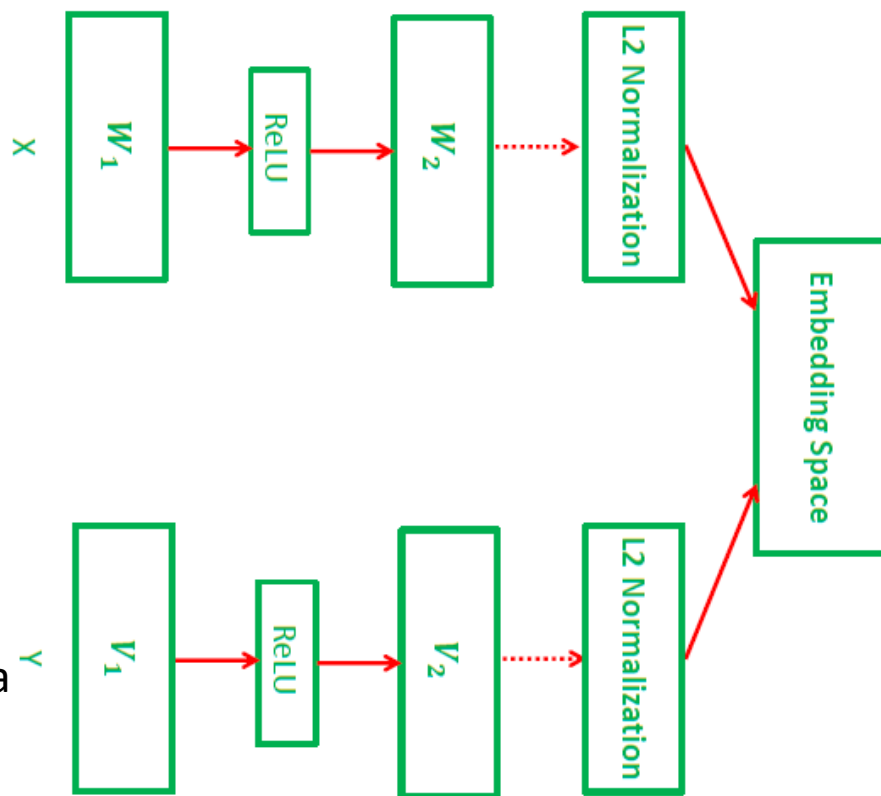 X
W₁
ReLU
W₂
L2 Normalization
Embedding Space
Y
V₁
ReLU
V₂
L2 Normalization
a